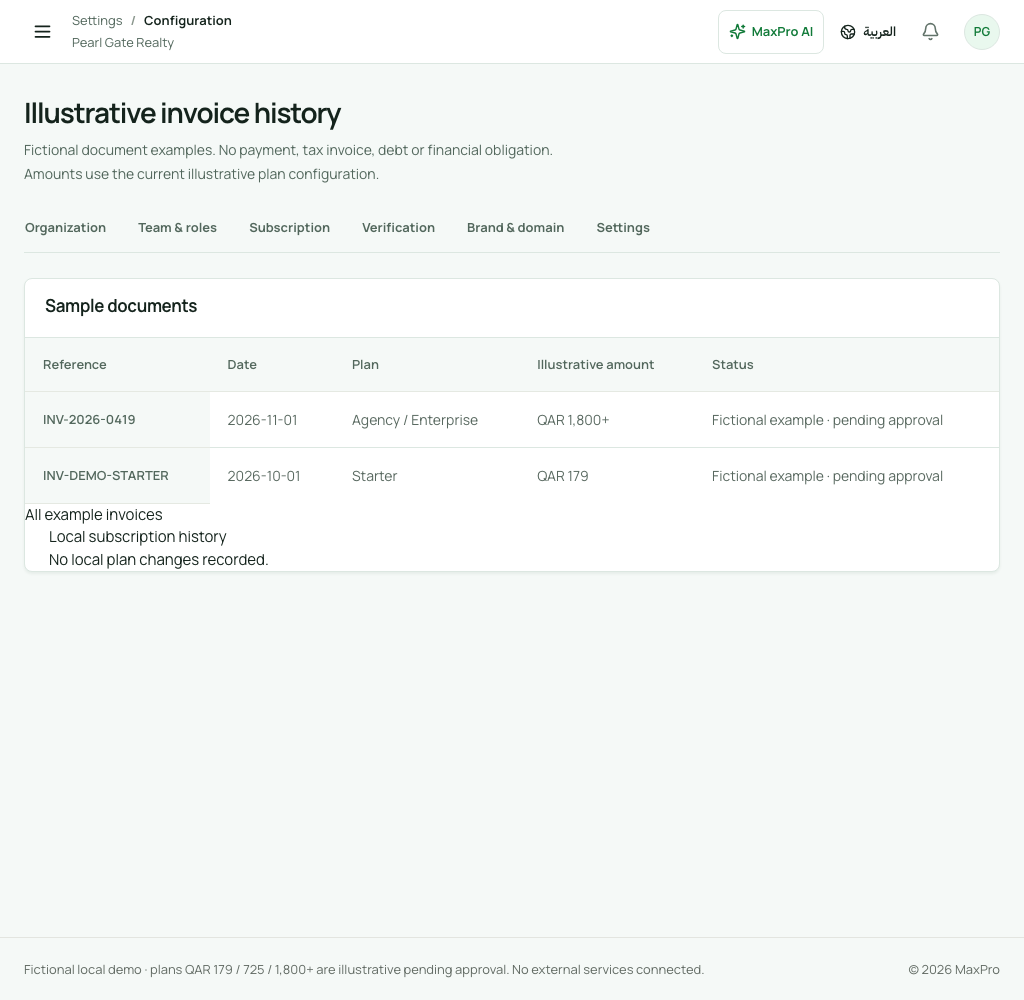 Settings / Configuration
Pearl Gate Realty
MaxPro AI
العربية
PG
Illustrative invoice history
Fictional document examples. No payment, tax invoice, debt or financial obligation.
Amounts use the current illustrative plan configuration.
Organization Team & roles Subscription Verification Brand & domain Settings
Sample documents
Reference Date Plan Illustrative amount Status
INV-2026-0419 2026-11-01 Agency / Enterprise QAR 1,800+ Fictional example · pending approval
INV-DEMO-STARTER 2026-10-01 Starter QAR 179 Fictional example · pending approval
All example invoices
Local subscription history
No local plan changes recorded.
Fictional local demo · plans QAR 179 / 725 / 1,800+ are illustrative pending approval. No external services connected.
© 2026 MaxPro